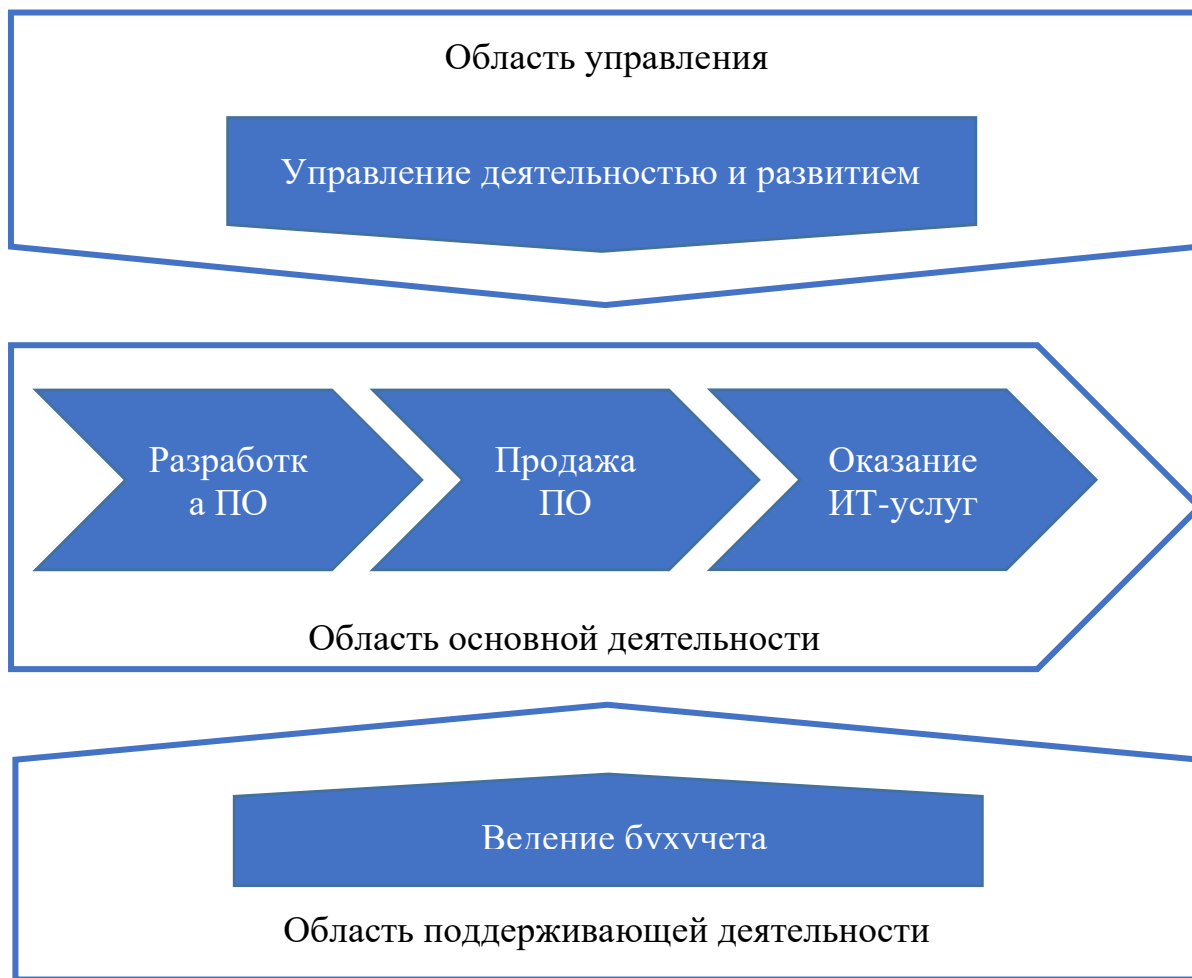 Область управления
Управление деятельностью и развитием
Разработк
а ПО
Продажа
ПО
Оказание
ИТ-услуг
Область основной деятельности
Ведение бухучета
Область поддерживающей деятельности